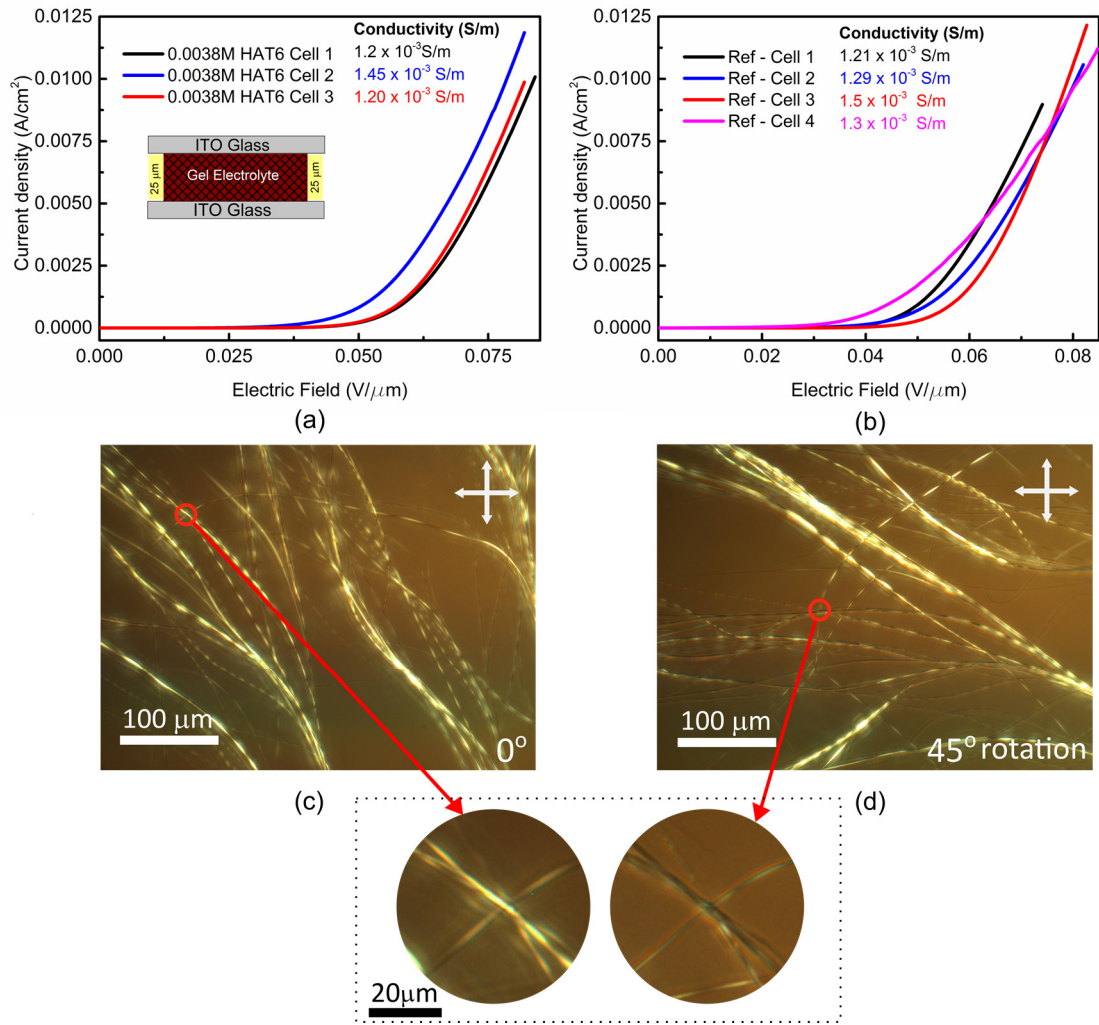 Conductivity (S/m)
0.0038M HAT6 Cell 1 1.2 x 10⁻³S/m
0.0038M HAT6 Cell 2 1.45 x 10⁻³ S/m
0.0038M HAT6 Cell 3 1.20 x 10⁻³ S/m
ITO Glass
25 μm Gel Electrolyte 25 μm
ITO Glass
Current density (A/cm²)
0.0125
0.0100
0.0075
0.0050
0.0025
0.0000
0.000 0.025 0.050 0.075
Electric Field (V/μm)
(a)
Conductivity (S/m)
Ref - Cell 1 1.21 x 10⁻³ S/m
Ref - Cell 2 1.29 x 10⁻³S/m
Ref - Cell 3 1.5 x 10⁻³ S/m
Ref - Cell 4 1.3 x 10⁻³ S/m
Current density (A/cm²)
0.0125
0.0100
0.0075
0.0050
0.0025
0.0000
0.00 0.02 0.04 0.06 0.08
Electric Field (V/μm)
(b)
100 μm
0°
(c)
100 μm
45° rotation
(d)
20μm